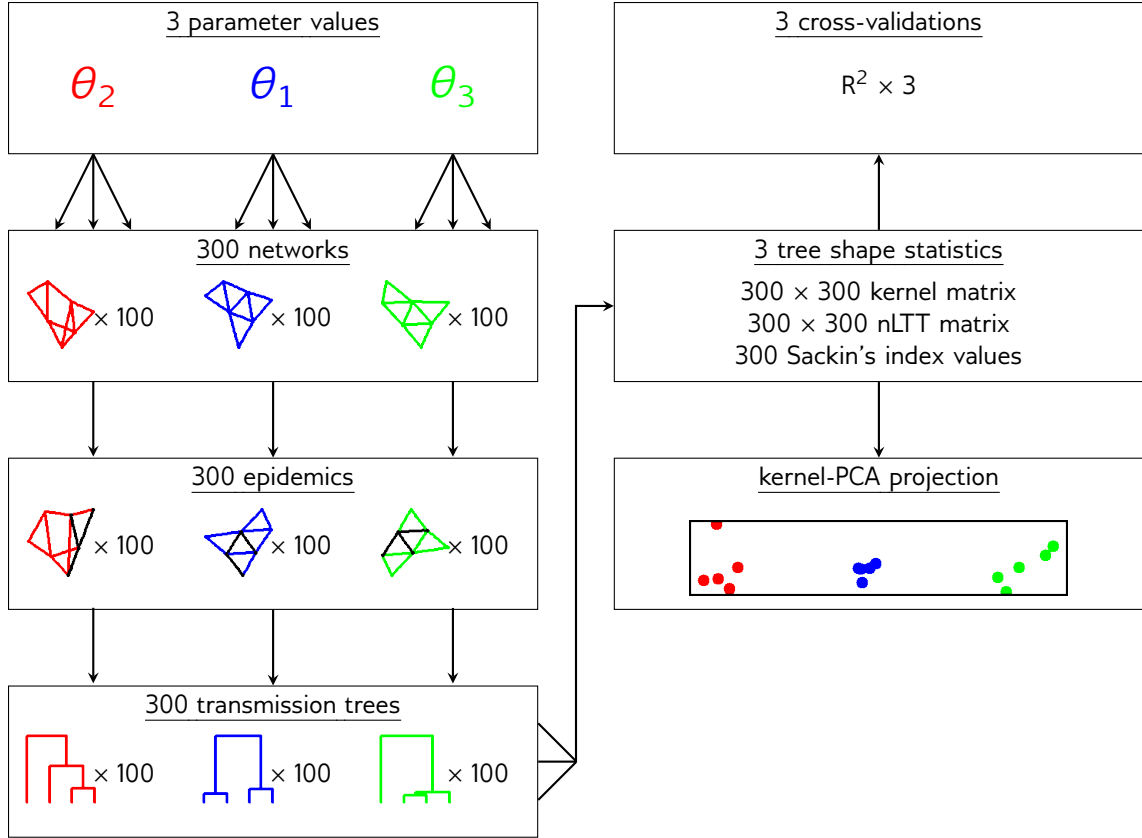 3 parameter values
θ2 θ1 θ3
300 networks
× 100 × 100 × 100
300 epidemics
× 100 × 100 × 100
300 transmission trees
× 100 × 100 × 100
3 cross-validations
R² × 3
3 tree shape statistics
300 × 300 kernel matrix
300 × 300 nLTT matrix
300 Sackin's index values
kernel-PCA projection